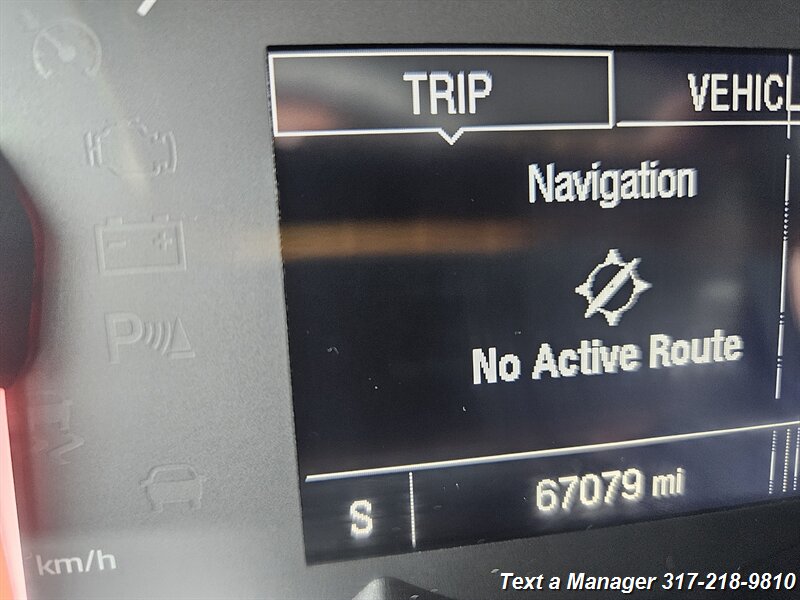 TRIP
VEHICL
Navigation
No Active Route
S
67079 mi
P
km/h
Text a Manager 317-218-9810